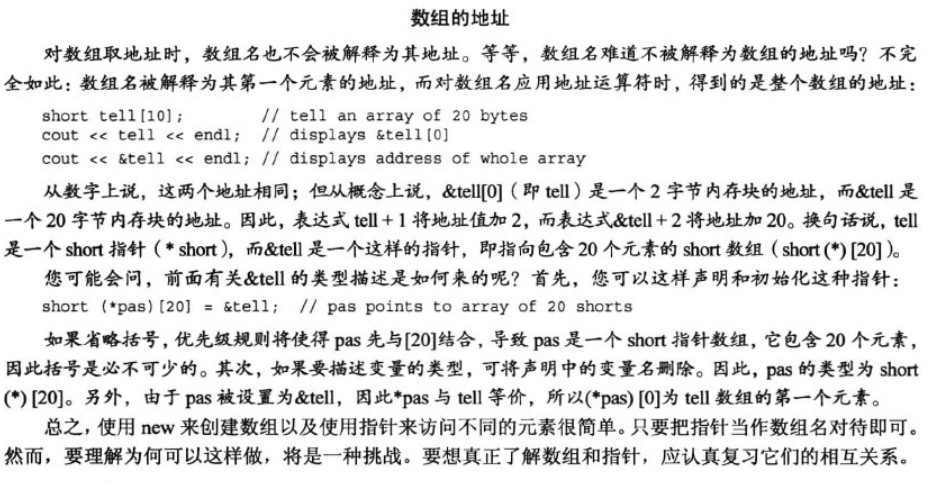 数组的地址
对数组取地址时，数组名也不会被解释为其地址。等等，数组名难道不被解释为数组的地址吗？不完
全如此：数组名被解释为其第一个元素的地址，而对数组名应用地址运算符时，得到的是整个数组的地址：
short tell[10];        // tell an array of 20 bytes
cout << tell << endl;  // displays &tell[0]
cout << &tell << endl; // displays address of whole array
从数字上说，这两个地址相同；但从概念上说，&tell[0]（即 tell）是一个 2 字节内存块的地址，而&tell 是
一个 20 字节内存块的地址。因此，表达式 tell + 1 将地址值加 2，而表达式&tell + 2 将地址加 20。换句话说，tell
是一个 short 指针（* short），而&tell 是一个这样的指针，即指向包含 20 个元素的 short 数组（short (*) [20]）。
您可能会问，前面有关&tell 的类型描述是如何来的呢？首先，您可以这样声明和初始化这种指针：
short (*pas)[20] = &tell;  // pas points to array of 20 shorts
如果省略括号，优先级规则将使得 pas 先与[20]结合，导致 pas 是一个 short 指针数组，它包含 20 个元素，
因此括号是必不可少的。其次，如果要描述变量的类型，可将声明中的变量名删除。因此，pas 的类型为 short
(*) [20]。另外，由于 pas 被设置为&tell，因此*pas 与 tell 等价，所以(*pas) [0]为 tell 数组的第一个元素。
总之，使用 new 来创建数组以及使用指针来访问不同的元素很简单。只要把指针当作数组名对待即可。
然而，要理解为何可以这样做，将是一种挑战。要想真正了解数组和指针，应认真复习它们的相互关系。